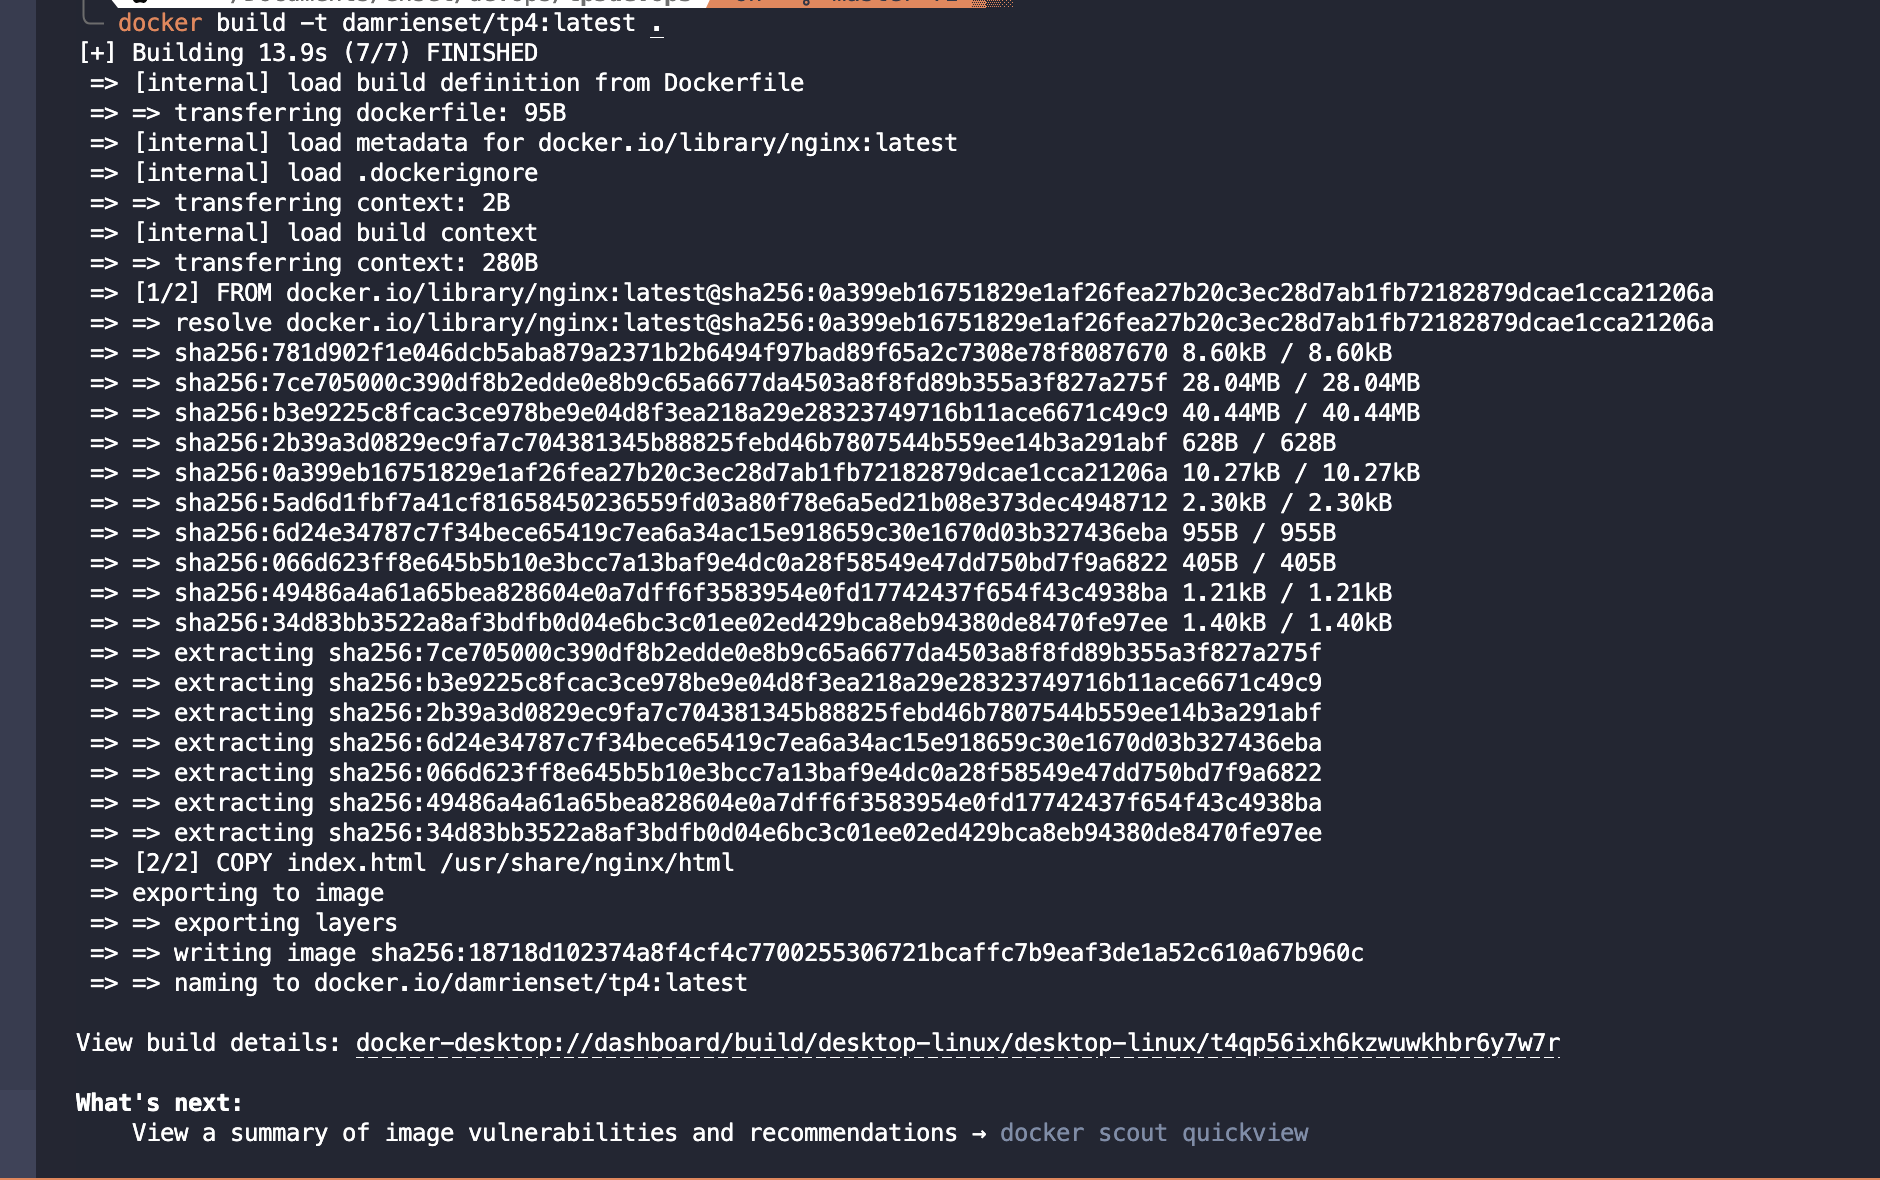 docker build -t damrienset/tp4:latest .
[+] Building 13.9s (7/7) FINISHED
=> [internal] load build definition from Dockerfile
=> => transferring dockerfile: 95B
=> [internal] load metadata for docker.io/library/nginx:latest
=> [internal] load .dockerignore
=> => transferring context: 2B
=> [internal] load build context
=> => transferring context: 280B
=> [1/2] FROM docker.io/library/nginx:latest@sha256:0a399eb16751829e1af26fea27b20c3ec28d7ab1fb72182879dcae1cca21206a
=> => resolve docker.io/library/nginx:latest@sha256:0a399eb16751829e1af26fea27b20c3ec28d7ab1fb72182879dcae1cca21206a
=> => sha256:781d902f1e046dcb5aba879a2371b2b6494f97bad89f65a2c7308e78f8087670 8.60kB / 8.60kB
=> => sha256:7ce705000c390df8b2edde0e8b9c65a6677da4503a8f8fd89b355a3f827a275f 28.04MB / 28.04MB
=> => sha256:b3e9225c8fcac3ce978be9e04d8f3ea218a29e28323749716b11ace6671c49c9 40.44MB / 40.44MB
=> => sha256:2b39a3d0829ec9fa7c704381345b88825febd46b7807544b559ee14b3a291abf 628B / 628B
=> => sha256:0a399eb16751829e1af26fea27b20c3ec28d7ab1fb72182879dcae1cca21206a 10.27kB / 10.27kB
=> => sha256:5ad6d1fbf7a41cf81658450236559fd03a80f78e6a5ed21b08e373dec4948712 2.30kB / 2.30kB
=> => sha256:6d24e34787c7f34bece65419c7ea6a34ac15e918659c30e1670d03b327436eba 955B / 955B
=> => sha256:066d623ff8e645b5b10e3bcc7a13baf9e4dc0a28f58549e47dd750bd7f9a6822 405B / 405B
=> => sha256:49486a4a61a65bea828604e0a7dff6f3583954e0fd17742437f654f43c4938ba 1.21kB / 1.21kB
=> => sha256:34d83bb3522a8af3bdfb0d04e6bc3c01ee02ed429bca8eb94380de8470fe97ee 1.40kB / 1.40kB
=> => extracting sha256:7ce705000c390df8b2edde0e8b9c65a6677da4503a8f8fd89b355a3f827a275f
=> => extracting sha256:b3e9225c8fcac3ce978be9e04d8f3ea218a29e28323749716b11ace6671c49c9
=> => extracting sha256:2b39a3d0829ec9fa7c704381345b88825febd46b7807544b559ee14b3a291abf
=> => extracting sha256:6d24e34787c7f34bece65419c7ea6a34ac15e918659c30e1670d03b327436eba
=> => extracting sha256:066d623ff8e645b5b10e3bcc7a13baf9e4dc0a28f58549e47dd750bd7f9a6822
=> => extracting sha256:49486a4a61a65bea828604e0a7dff6f3583954e0fd17742437f654f43c4938ba
=> => extracting sha256:34d83bb3522a8af3bdfb0d04e6bc3c01ee02ed429bca8eb94380de8470fe97ee
=> [2/2] COPY index.html /usr/share/nginx/html
=> exporting to image
=> => exporting layers
=> => writing image sha256:18718d102374a8f4cf4c7700255306721bcaffc7b9eaf3de1a52c610a67b960c
=> => naming to docker.io/damrienset/tp4:latest
View build details: docker-desktop://dashboard/build/desktop-linux/desktop-linux/t4qp56ixh6kzwuwkhbr6y7w7r
What's next:
View a summary of image vulnerabilities and recommendations → docker scout quickview